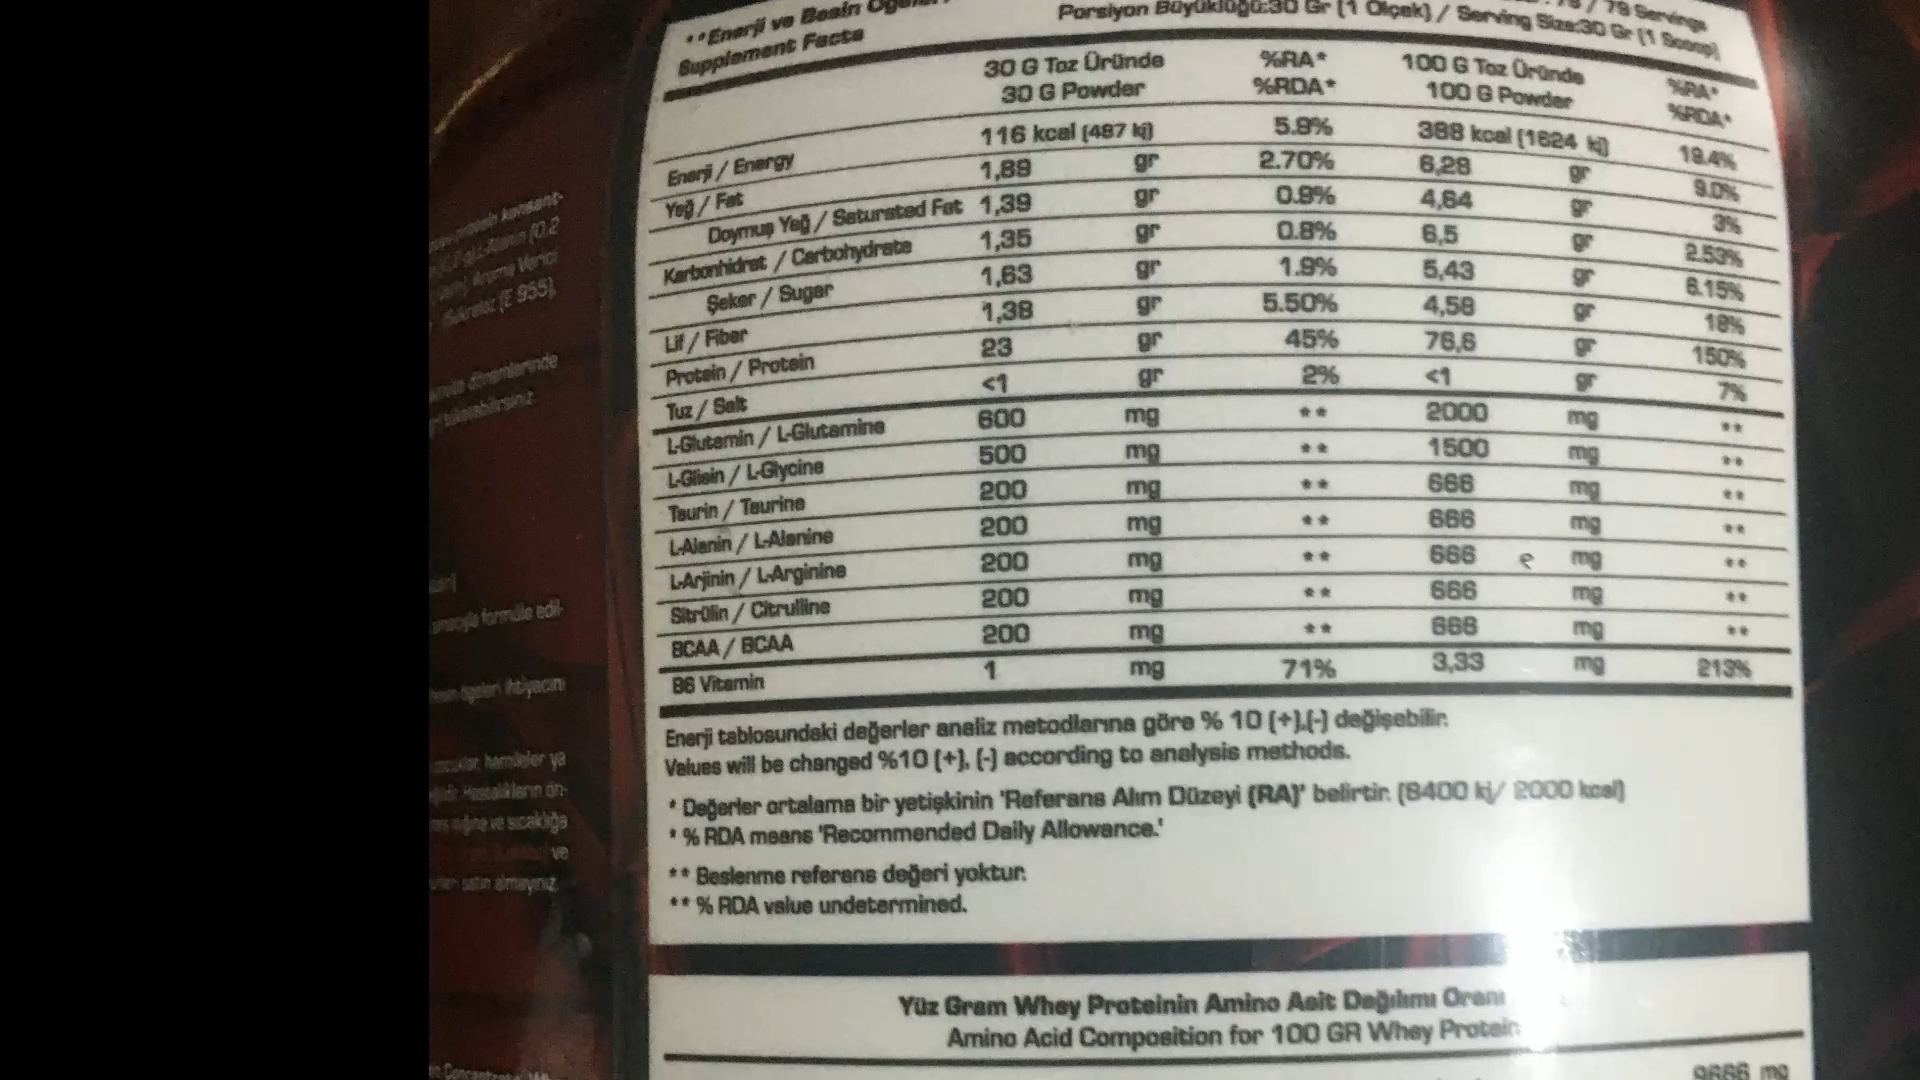 **Enerji ve Besin
Supplement Facts
79 / 79 Servings
Porsiyon Büyüklüğü:30 Gr (1 Ölçek) / Serving Size:30 Gr (1 Scoop)
30 G Toz Üründe %RA* 100 G Toz Üründe %RA*
30 G Powder %RDA* 100 G Powder %RDA*
Enerji / Energy 116 kcal (487 kj) 5.8% 388 kcal (1624 kj) 19.4%
Yağ / Fat 1,89 gr 2.70% 6,28 gr 9.0%
Doymuş Yağ / Saturated Fat 1,39 gr 0.9% 4,64 gr 3%
Karbonhidrat / Carbohydrate 1,35 gr 0.8% 6,5 gr 2.53%
Şeker / Sugar 1,63 gr 1.9% 5,43 gr 6.15%
Lif / Fiber 1,38 gr 5.50% 4,58 gr 18%
Protein / Protein 23 gr 45% 76,6 gr 150%
Tuz / Salt <1 gr 2% <1 gr 7%
L-Glutamin / L-Glutamine 600 mg ** 2000 mg **
L-Glisin / L-Glycine 500 mg ** 1500 mg **
Taurin / Taurine 200 mg ** 666 mg **
L-Alanin / L-Alanine 200 mg ** 666 mg **
L-Arjinin / L-Arginine 200 mg ** 666 mg **
Sitrülin / Citrulline 200 mg ** 666 mg **
BCAA / BCAA 200 mg ** 666 mg **
B6 Vitamin 1 mg 71% 3,33 mg 213%
Enerji tablosundaki değerler analiz metodlarına göre % 10 (+),(-) değişebilir.
Values will be changed %10 (+), (-) according to analysis methods.
* Değerler ortalama bir yetişkinin 'Referans Alım Düzeyi (RA)' belirtir. (8400 kj/ 2000 kcal)
* % RDA means 'Recommended Daily Allowance.'
** Beslenme referans değeri yoktur.
** % RDA value undetermined.
Yüz Gram Whey Proteinin Amino Asit Dağılımı Oranı
Amino Acid Composition for 100 GR Whey Protein
9666 mg